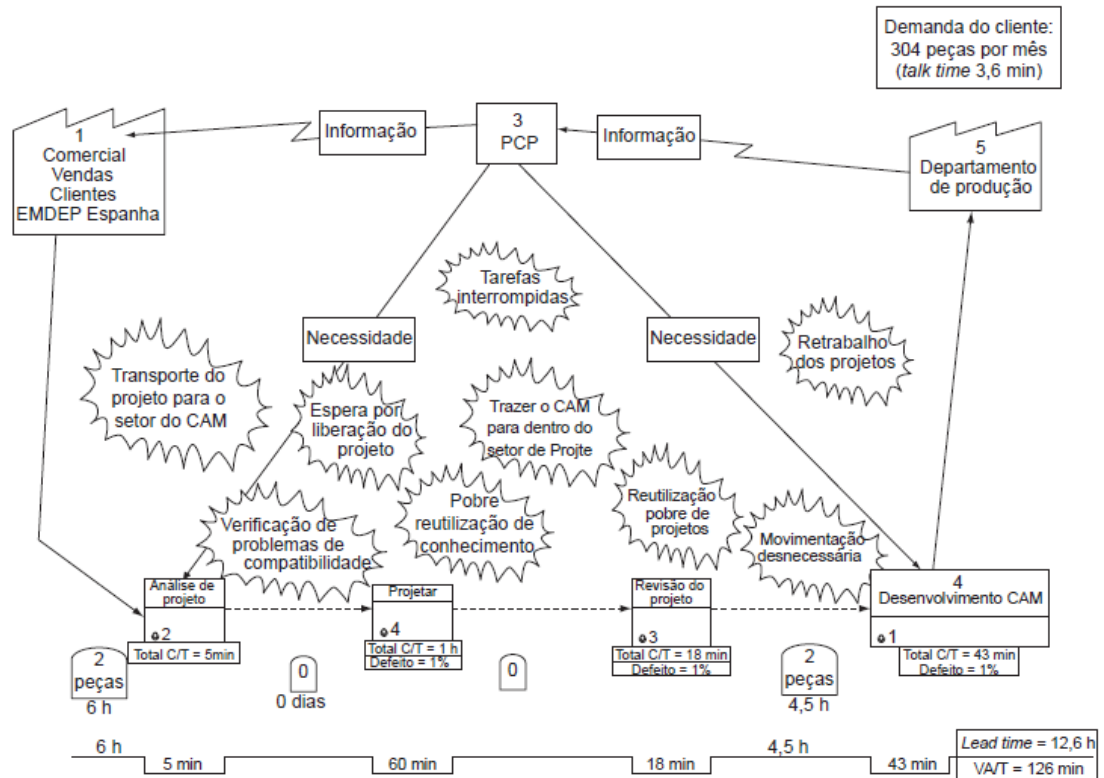 Demanda do cliente:
304 peças por mês
(talk time 3,6 min)
1
Comercial
Vendas
Clientes
EMDEP Espanha
Informação
3
PCP
Informação
5
Departamento
de produção
Tarefas
interrompidas
Necessidade
Necessidade
Retrabalho
dos projetos
Transporte do
projeto para o
setor do CAM
Espera por
liberação do
projeto
Trazer o CAM
para dentro do
setor de Projte
Verificação de
problemas de
compatibilidade
Pobre
reutilização de
conhecimento
Reutilização
pobre de
projetos
Movimentação
desnecessária
Análise de
projeto
2
Total C/T = 5min
Projetar
4
Total C/T = 1 h
Defeito = 1%
Revisão do
projeto
3
Total C/T = 18 min
Defeito = 1%
4
Desenvolvimento CAM
1
Total C/T = 43 min
Defeito = 1%
2
peças
6 h
0
0 dias
0
2
peças
4,5 h
6 h
5 min
60 min
18 min
4,5 h
43 min
Lead time = 12,6 h
VA/T = 126 min